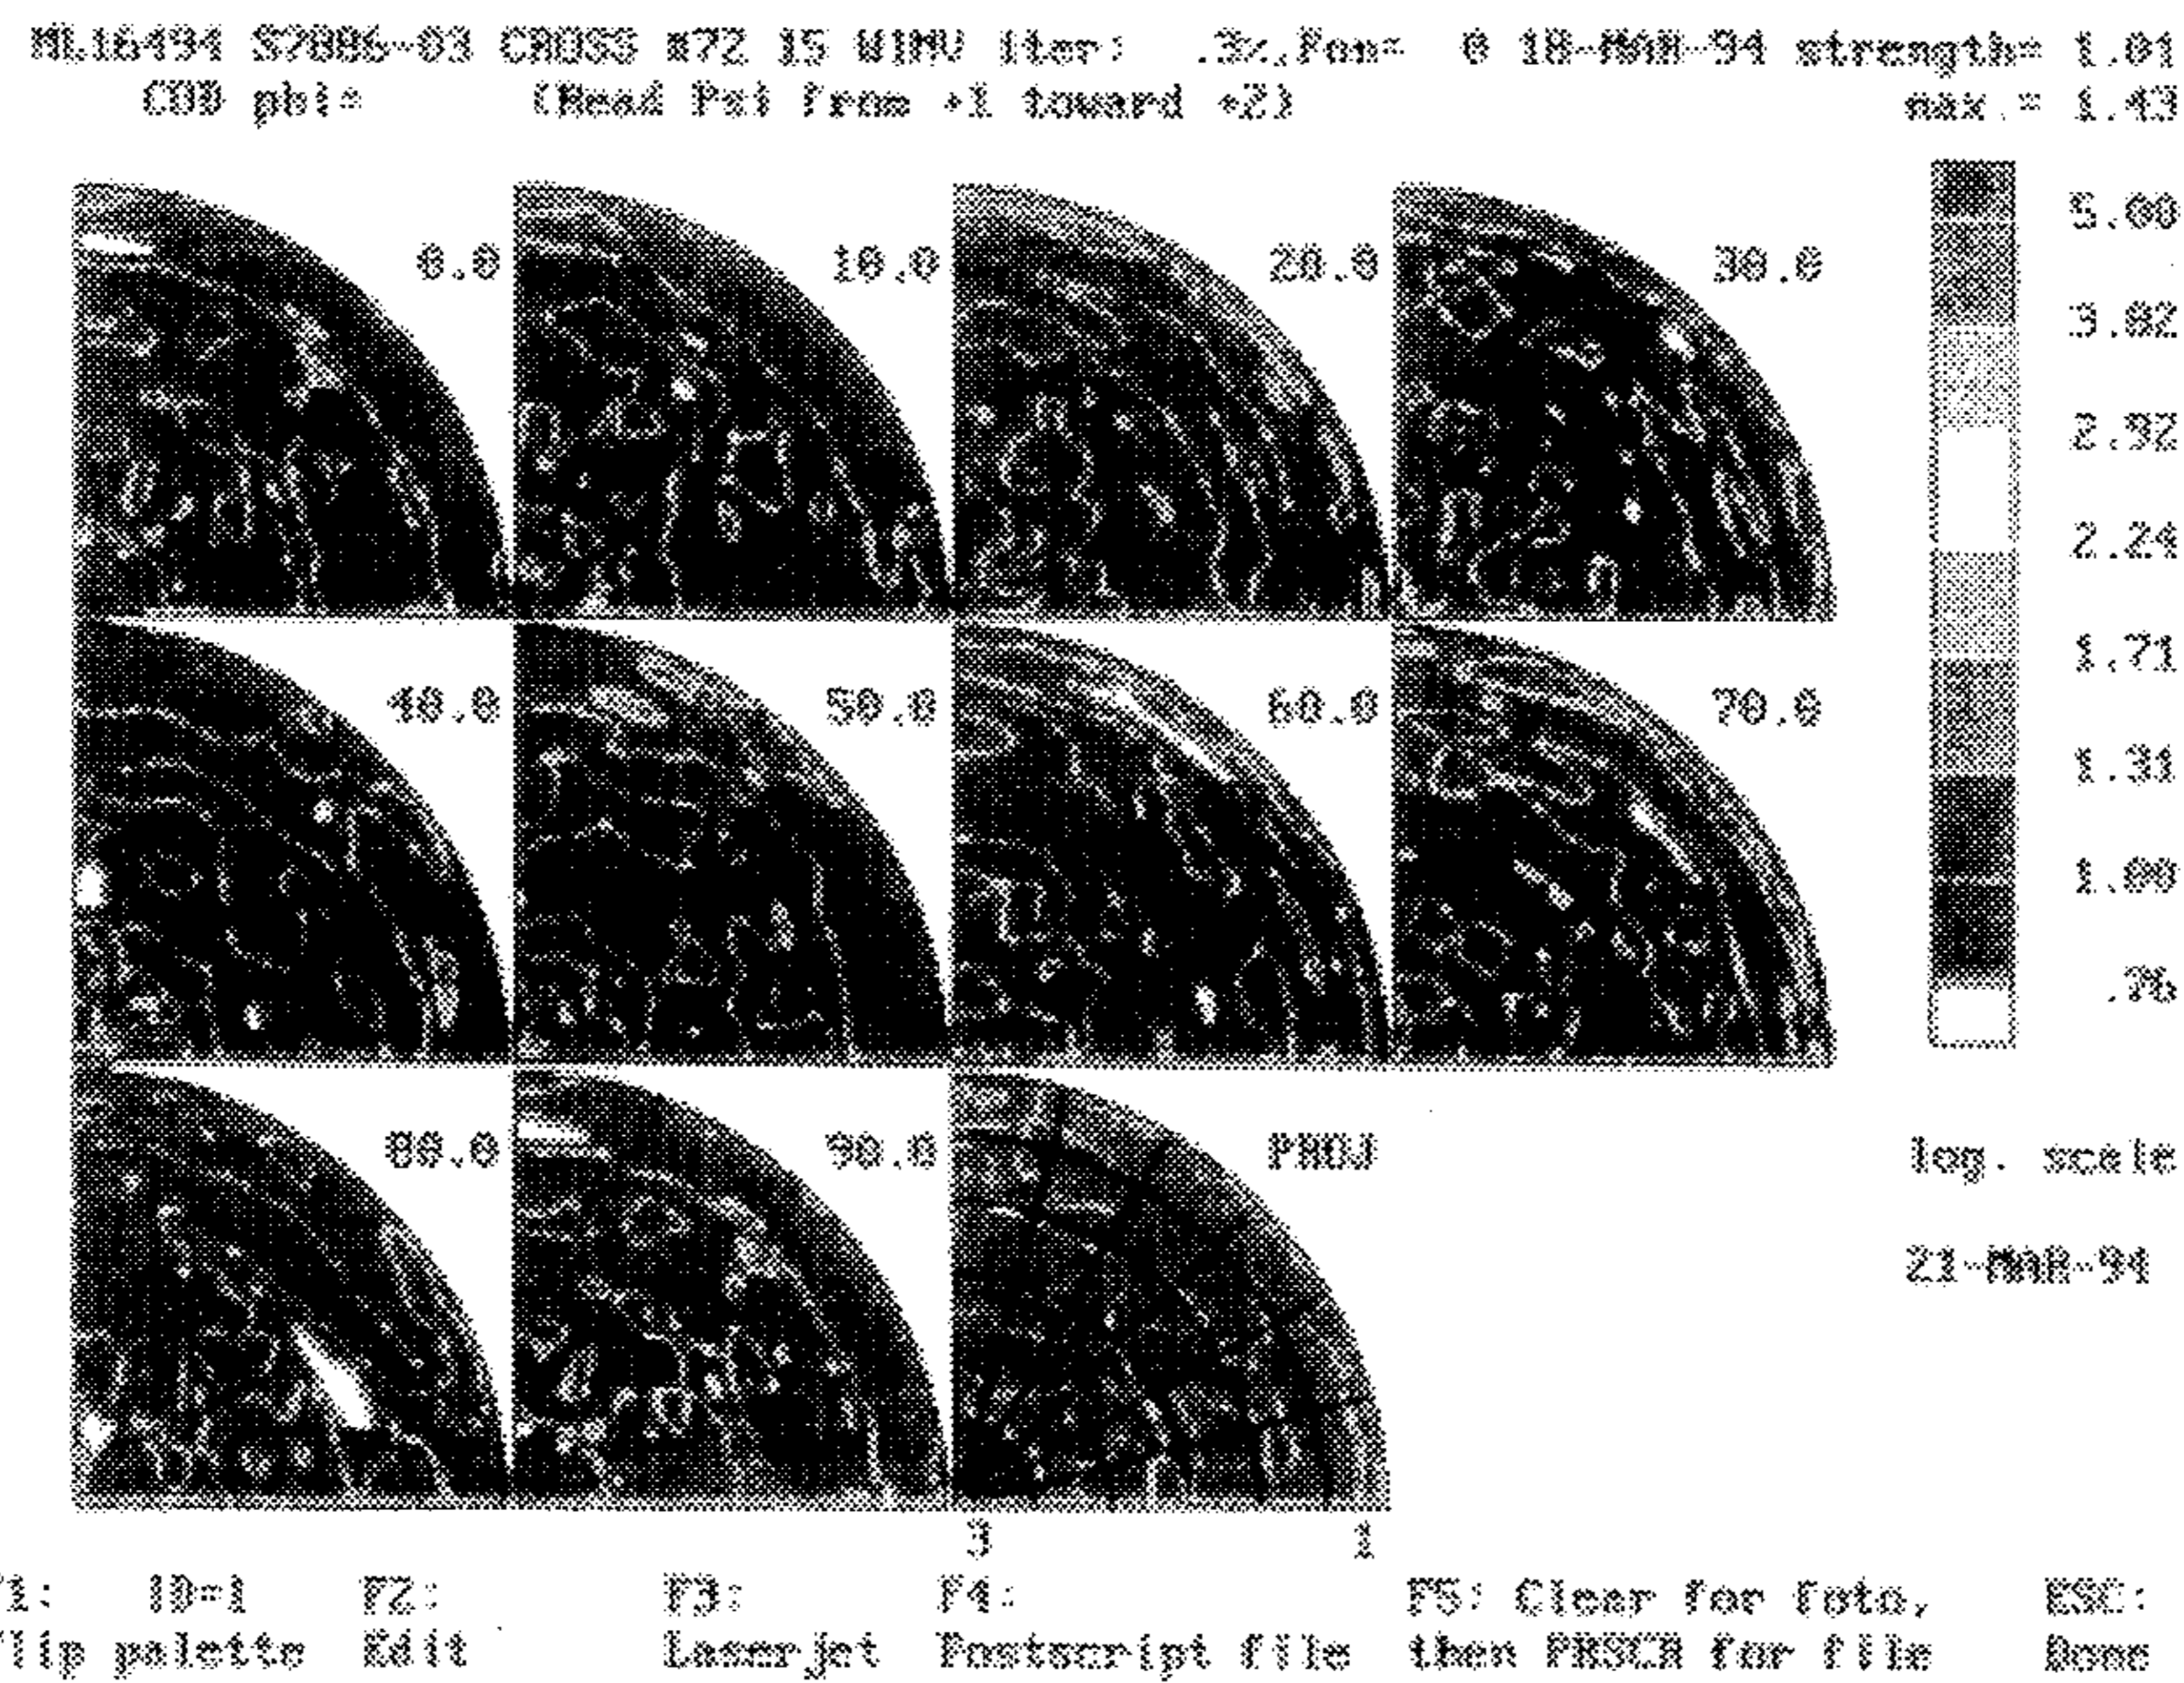 ML16494 S7086-03 CROSS #72 15 WIMV Iter: .3%,Fon= 0 18-MAR-94 strength= 1.01
COD phi= (Read Psi from +1 toward +2) max = 1.43
0.0 10.0 20.0 30.0
40.0 50.0 60.0 70.0
80.0 90.0 PROJ
5.00
3.82
2.92
2.24
1.71
1.31
1.00
.76
log. scale
21-MAR-94
3 1
1: ID=1 F2: F3: F4: F5: Clear for foto, ESC:
lip palette Edit Laserjet Postscript file then PRSCR for file Done